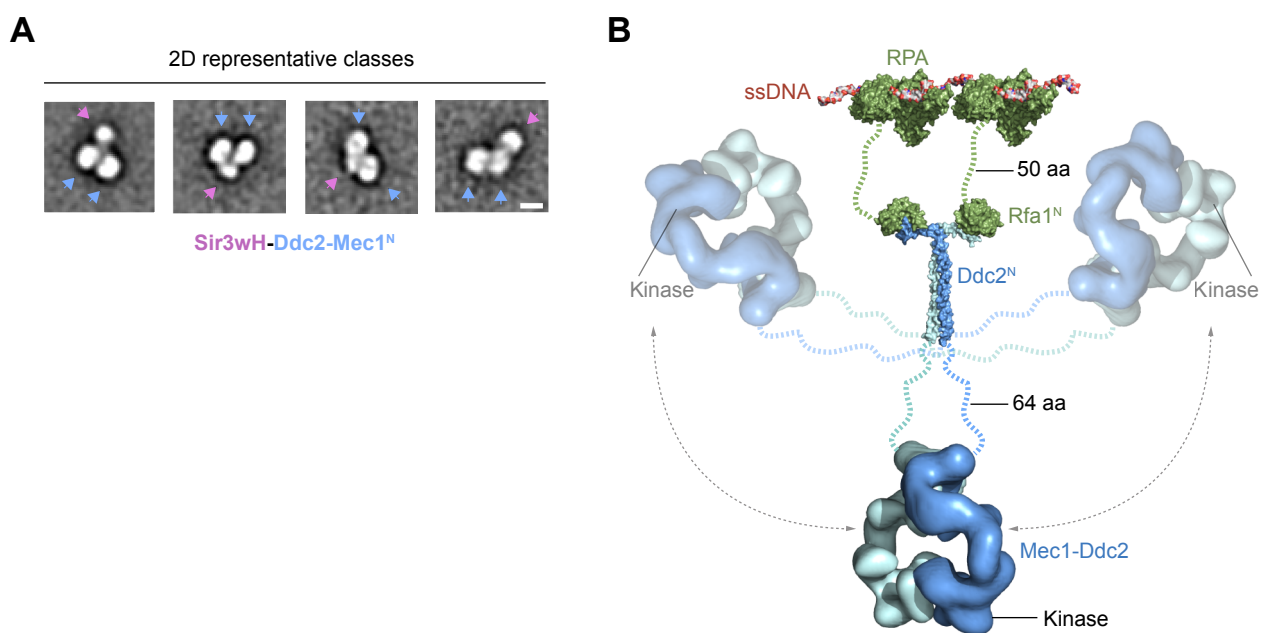 A
2D representative classes
Sir3wH-Ddc2-Mec1ᴺ
B
RPA
ssDNA
50 aa
Rfa1ᴺ
Ddc2ᴺ
Kinase
Kinase
64 aa
Mec1-Ddc2
Kinase